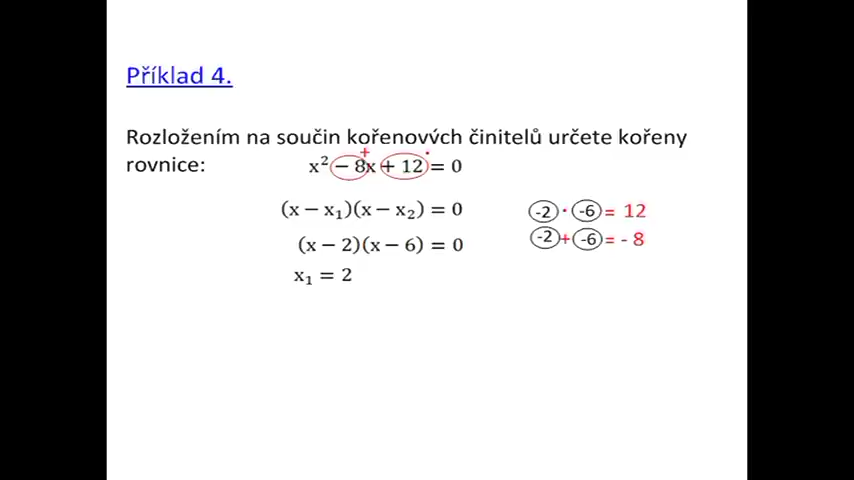 Příklad 4.
Rozložením na součin kořenových činitelů určete kořeny
rovnice: x² − 8x + 12 = 0
+ ·
(x − x₁)(x − x₂) = 0
-2 · -6 = 12
(x − 2)(x − 6) = 0
-2 + -6 = - 8
x₁ = 2